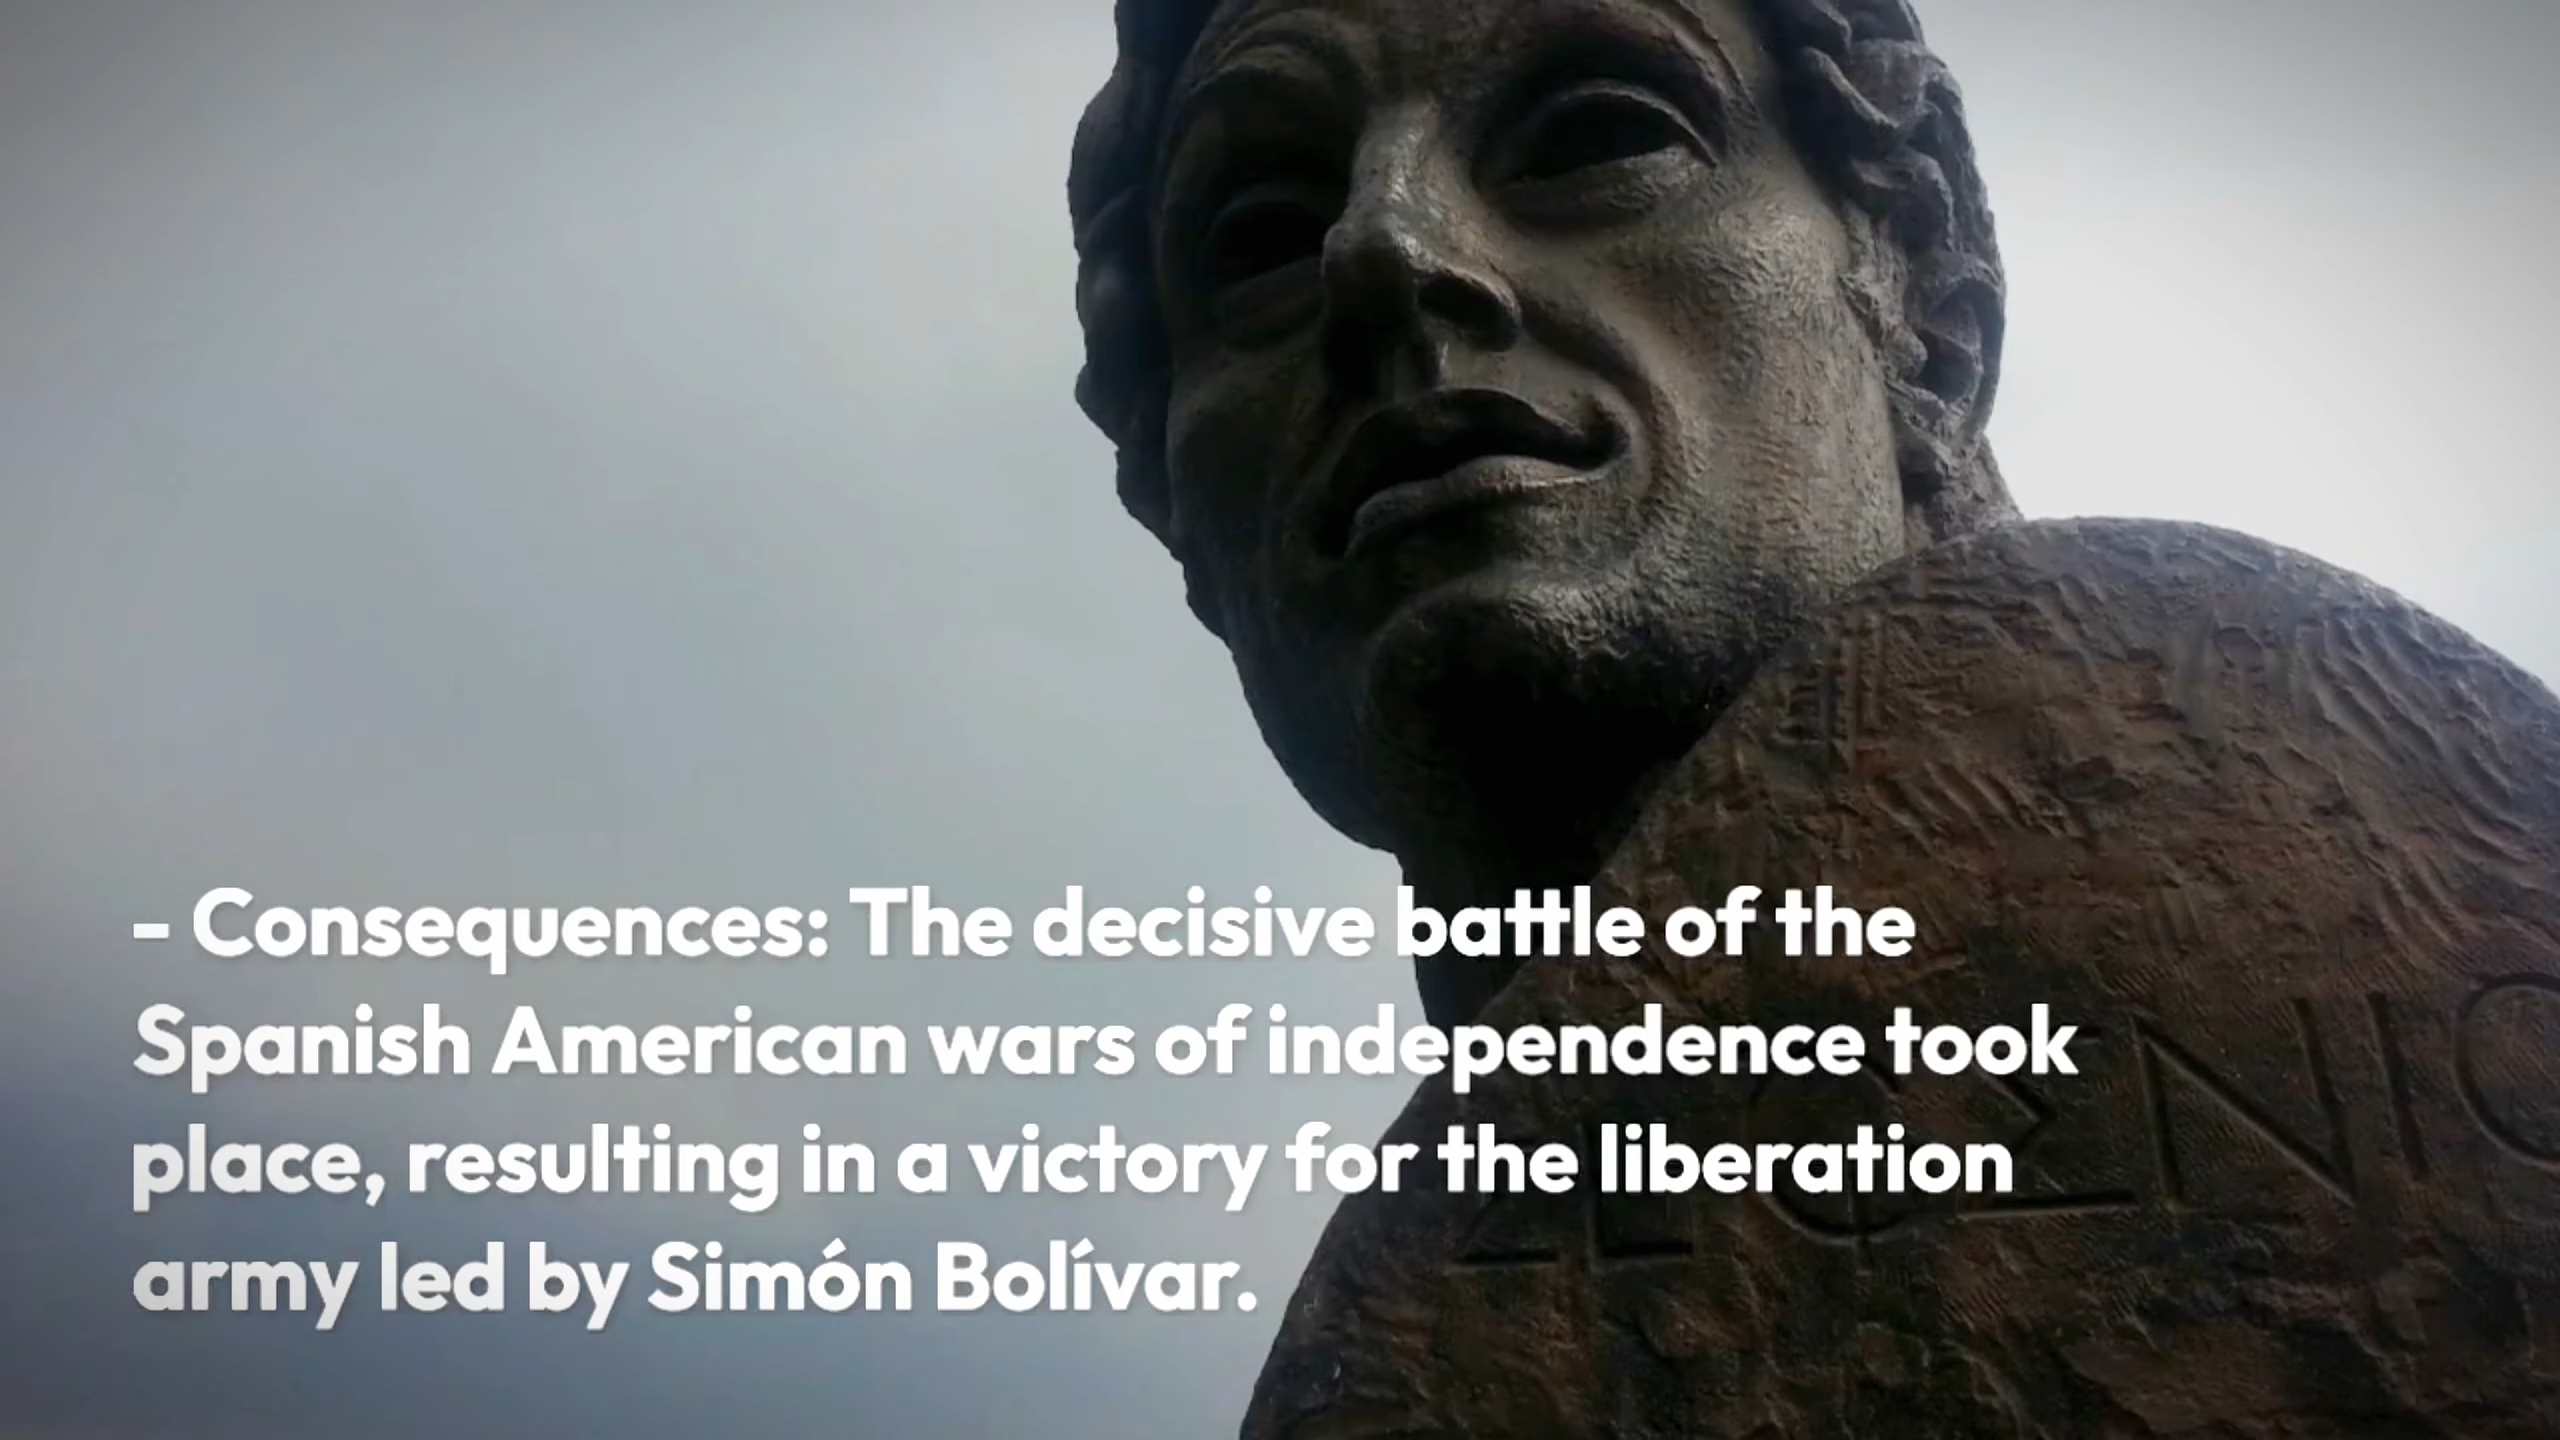 - Consequences: The decisive battle of the
Spanish American wars of independence took
place, resulting in a victory for the liberation
army led by Simón Bolívar.